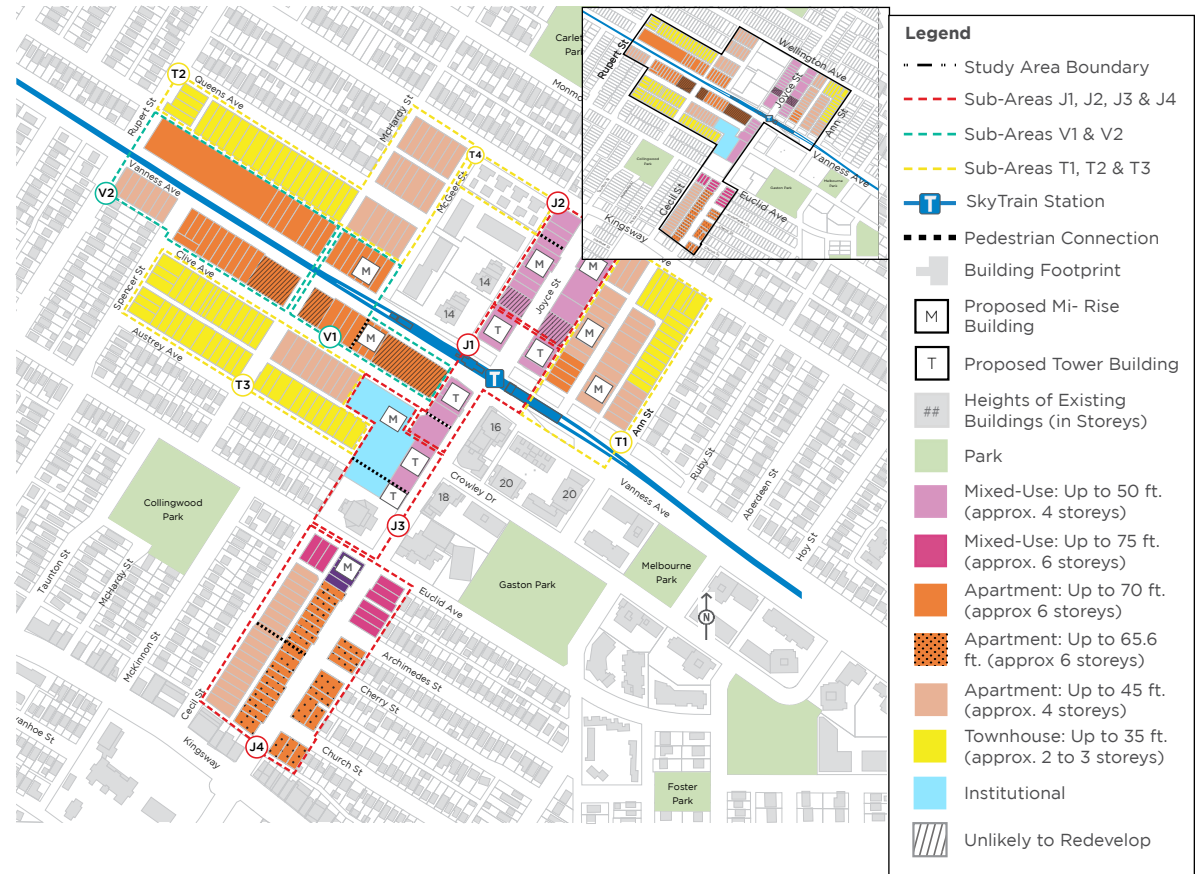 Carlet
Park
Monmo
T2
Queens Ave
Rupert St
McHardy St
T4
McGeer St
Vanness Ave
V2
J2
M
M
M
14
Joyce St
14
Clive Ave
Spencer St
V1
M
T
J1
T
M
Austrey Ave
T3
T
T
M
M
16
T
T1
Ann St
Ruby St
Aberdeen St
Hoy St
Crowley Dr
20
20
18
Vanness Ave
T
J3
Collingwood
Park
Taunton St
McHardy St
McKinnon St
M
Gaston Park
Melbourne
Park
N
Euclid Ave
Archimedes St
Cherry St
Church St
Cecil St
J4
Kingsway
vanhoe St
Foster
Park
Rupert St
Wellington Ave
Joyce St
Ann St
T
Vanness Ave
Collingwood
Park
Gaston Park
Melbourne
Park
Cecil St
Euclid Ave
Kingsway
Legend
Study Area Boundary
Sub-Areas J1, J2, J3 & J4
Sub-Areas V1 & V2
Sub-Areas T1, T2 & T3
T
SkyTrain Station
Pedestrian Connection
Building Footprint
M
Proposed Mi- Rise
Building
T
Proposed Tower Building
##
Heights of Existing
Buildings (in Storeys)
Park
Mixed-Use: Up to 50 ft.
(approx. 4 storeys)
Mixed-Use: Up to 75 ft.
(approx. 6 storeys)
Apartment: Up to 70 ft.
(approx 6 storeys)
Apartment: Up to 65.6
ft. (approx 6 storeys)
Apartment: Up to 45 ft.
(approx. 4 storeys)
Townhouse: Up to 35 ft.
(approx. 2 to 3 storeys)
Institutional
Unlikely to Redevelop